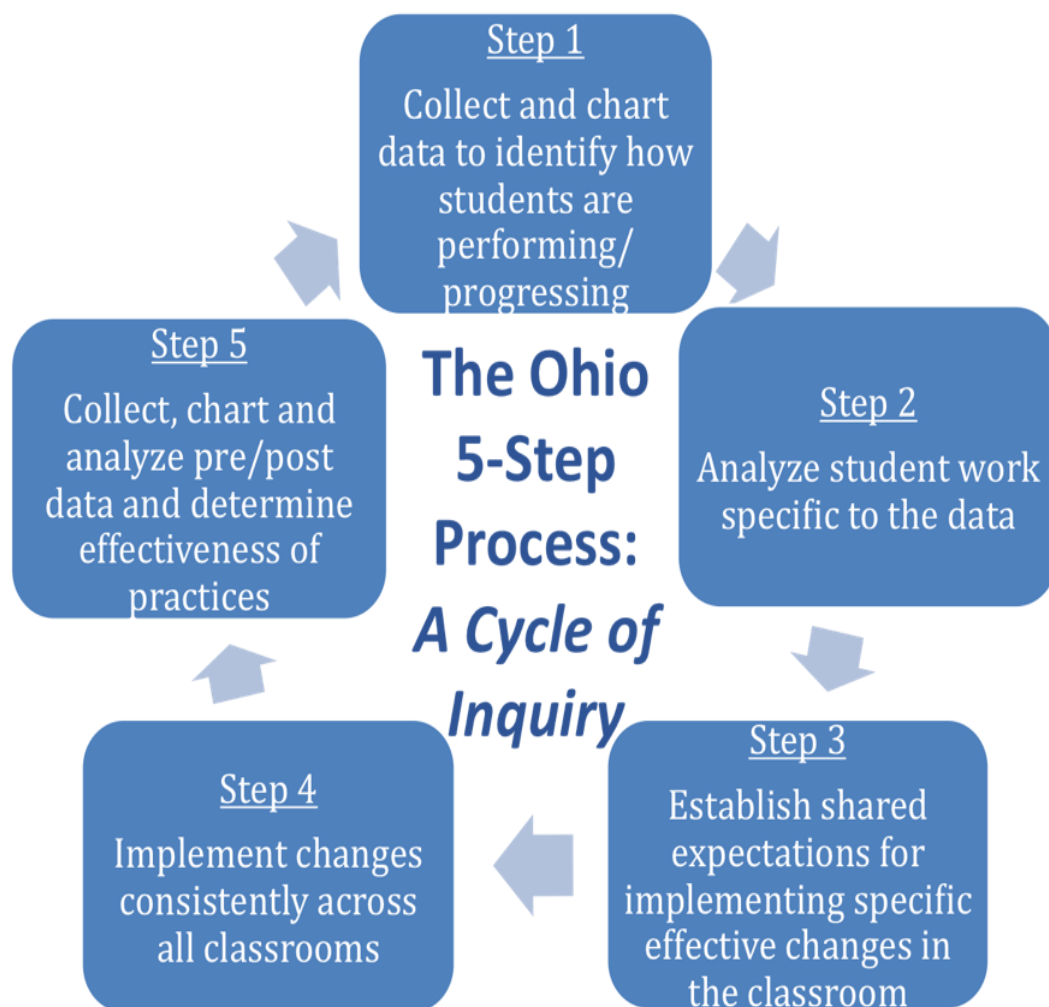 Step 1
Collect and chart
data to identify how
students are
performing/
progressing
The Ohio
5-Step
Process:
A Cycle of
Inquiry
Step 2
Analyze student work
specific to the data
Step 3
Establish shared
expectations for
implementing specific
effective changes in
the classroom
Step 4
Implement changes
consistently across
all classrooms
Step 5
Collect, chart and
analyze pre/post
data and determine
effectiveness of
practices